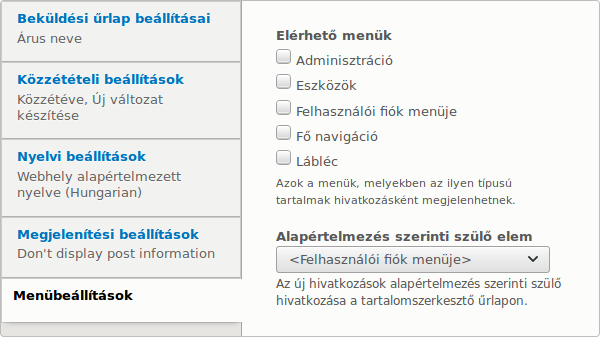 Beküldési űrlap beállításai
Árus neve
Közzétételi beállítások
Közzétéve, Új változat
készítése
Nyelvi beállítások
Webhely alapértelmezett
nyelve (Hungarian)
Megjelenítési beállítások
Don't display post information
Menübeállítások
Elérhető menük
Adminisztráció
Eszközök
Felhasználói fiók menüje
Fő navigáció
Lábléc
Azok a menük, melyekben az ilyen típusú
tartalmak hivatkozásként megjelenhetnek.
Alapértelmezés szerinti szülő elem
<Felhasználói fiók menüje>
Az új hivatkozások alapértelmezés szerinti szülő
hivatkozása a tartalomszerkesztő űrlapon.